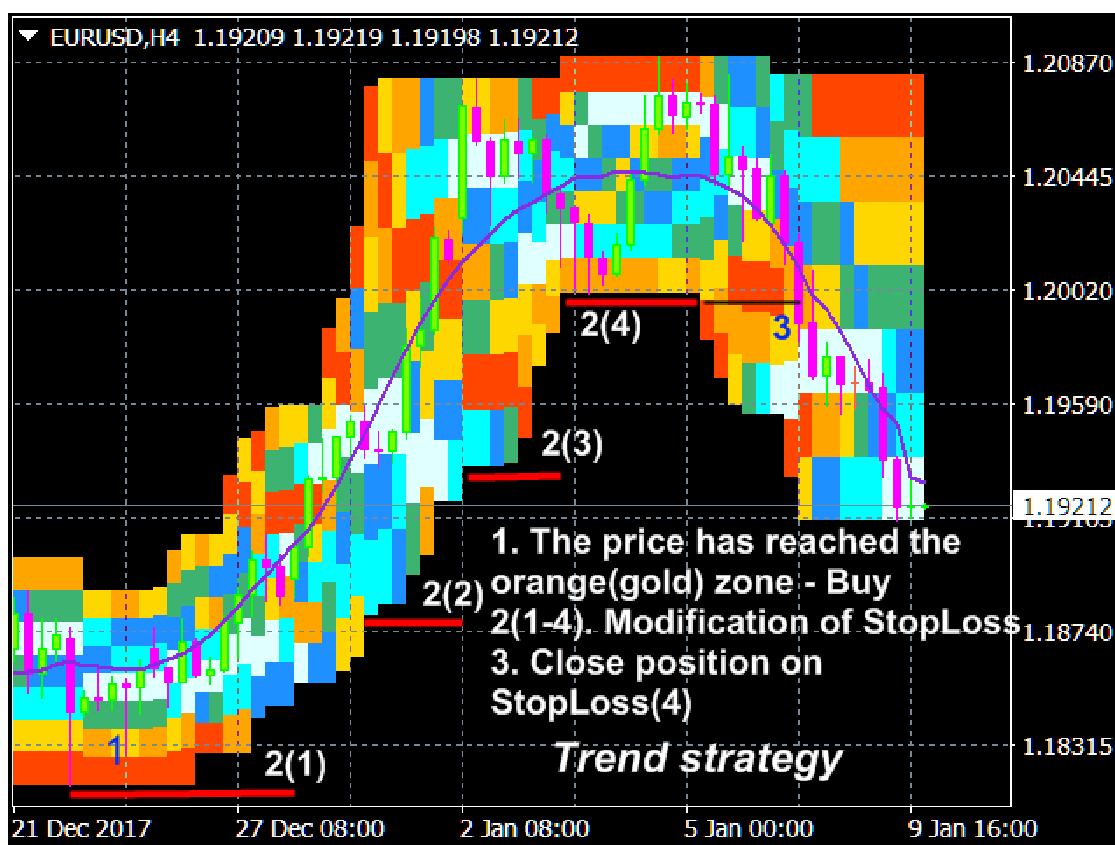 EURUSD,H4 1.19209 1.19219 1.19198 1.19212
1.20870
1.20445
1.20020
2(4)
3
1.19590
2(3)
1.19212
1. The price has reached the
orange(gold) zone - Buy
2(2)
2(1-4). Modification of StopLoss
1.18740
3. Close position on
StopLoss(4)
1
2(1)
Trend strategy
1.18315
21 Dec 2017 27 Dec 08:00 2 Jan 08:00 5 Jan 00:00 9 Jan 16:00